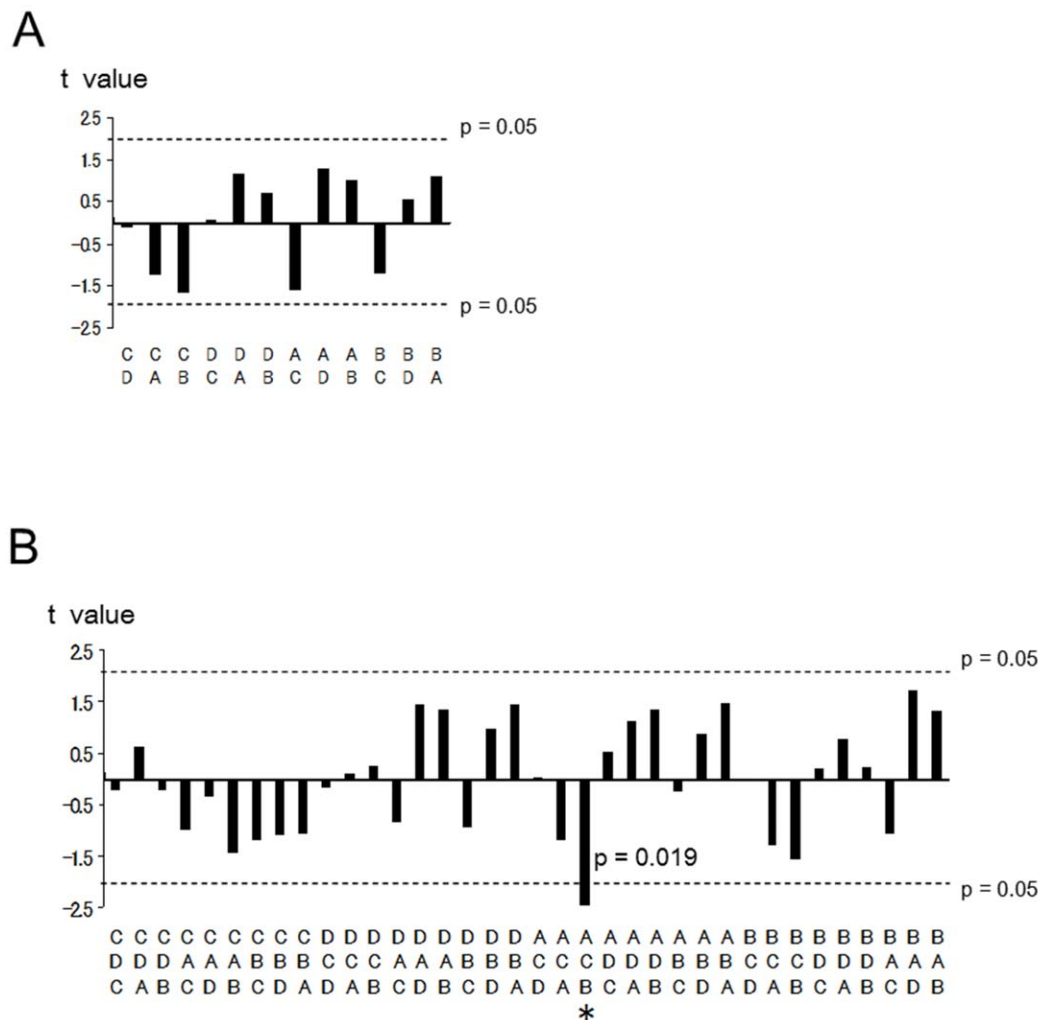 A
t value
2.5
p = 0.05
1.5
0.5
-0.5
-1.5
p = 0.05
-2.5
C C C D D D A A A B B B
D A B C A B C D B C D A
B
t value
2.5
p = 0.05
1.5
0.5
-0.5
-1.5
p = 0.019
p = 0.05
-2.5
C C C C C C C C C D D D D D D D D D A A A A A A A A A B B B B B B B B B
D D D A A A B B B C C C A A A B B B C C C D D D B B B C C C D D D A A A
C A B C D B C D A D A B C D B C D A D A B C A B C D A D A B C A B C D B
*